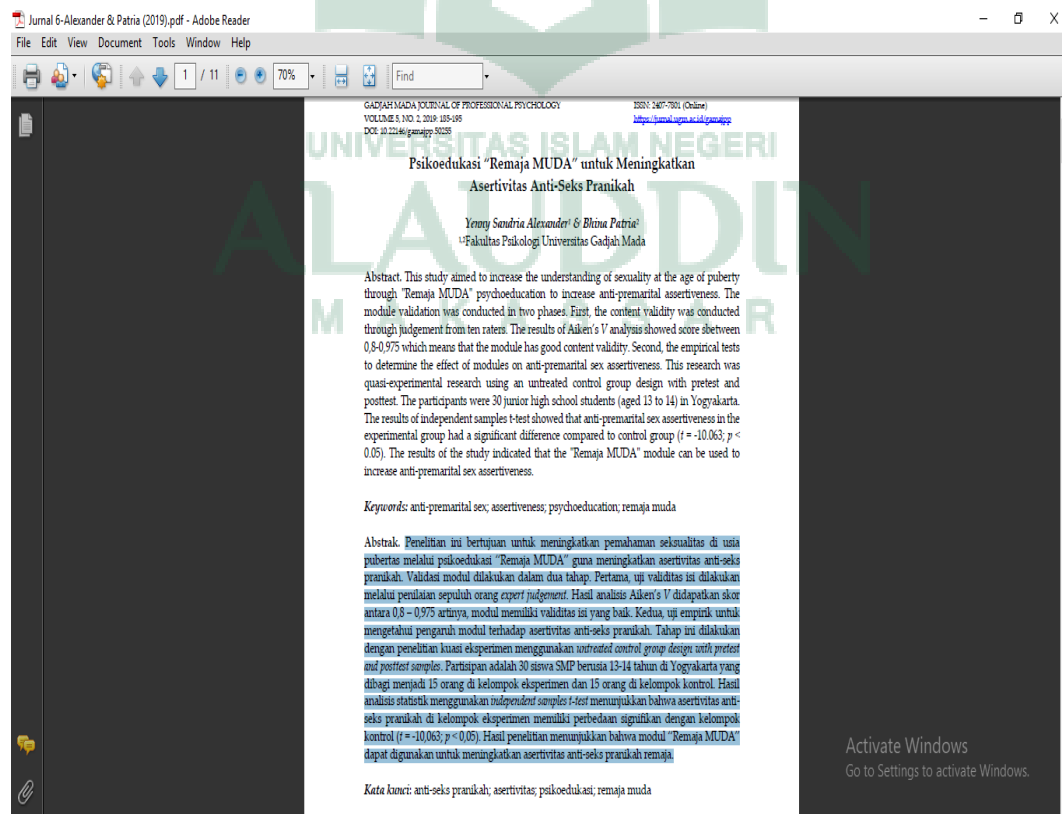 Jurnal 6-Alexander & Patria (2019).pdf - Adobe Reader
File Edit View Document Tools Window Help
1 / 11 70% Find
GADJAH MADA JOURNAL OF PROFESSIONAL PSYCHOLOGY ISSN: 2407-7801 (Online)
VOLUME 5, NO. 2, 2019: 185-195 https://jurnal.ugm.ac.id/gamajpp
DOI: 10.22146/gamajpp.50255
UNIVERSITAS ISLAM NEGERI
Psikoedukasi “Remaja MUDA” untuk Meningkatkan
Asertivitas Anti-Seks Pranikah
ALAUDDIN
Yenny Sandria Alexander¹ & Bhina Patria²
¹,²Fakultas Psikologi Universitas Gadjah Mada
Abstract. This study aimed to increase the understanding of sexuality at the age of puberty
through "Remaja MUDA" psychoeducation to increase anti-premarital assertiveness. The
module validation was conducted in two phases. First, the content validity was conducted
M A K A S S A R
through judgement from ten raters. The results of Aiken's V analysis showed score sbetween
0,8-0,975 which means that the module has good content validity. Second, the empirical tests
to determine the effect of modules on anti-premarital sex assertiveness. This research was
quasi-experimental research using an untreated control group design with pretest and
posttest. The participants were 30 junior high school students (aged 13 to 14) in Yogyakarta.
The results of independent samples t-test showed that anti-premarital sex assertiveness in the
experimental group had a significant difference compared to control group (t = -10.063; p <
0.05). The results of the study indicated that the "Remaja MUDA" module can be used to
increase anti-premarital sex assertiveness.
Keywords: anti-premarital sex; assertiveness; psychoeducation; remaja muda
Abstrak. Penelitian ini bertujuan untuk meningkatkan pemahaman seksualitas di usia
pubertas melalui psikoedukasi “Remaja MUDA” guna meningkatkan asertivitas anti-seks
pranikah. Validasi modul dilakukan dalam dua tahap. Pertama, uji validitas isi dilakukan
melalui penilaian sepuluh orang expert judgement. Hasil analisis Aiken's V didapatkan skor
antara 0,8 – 0,975 artinya, modul memiliki validitas isi yang baik. Kedua, uji empirik untuk
mengetahui pengaruh modul terhadap asertivitas anti-seks pranikah. Tahap ini dilakukan
dengan penelitian kuasi eksperimen menggunakan untreated control group design with pretest
and posttest samples. Partisipan adalah 30 siswa SMP berusia 13-14 tahun di Yogyakarta yang
dibagi menjadi 15 orang di kelompok eksperimen dan 15 orang di kelompok kontrol. Hasil
analisis statistik menggunakan independent samples t-test menunjukkan bahwa asertivitas anti-
seks pranikah di kelompok eksperimen memiliki perbedaan signifikan dengan kelompok
kontrol (t = -10,063; p < 0,05). Hasil penelitian menunjukkan bahwa modul “Remaja MUDA”
dapat digunakan untuk meningkatkan asertivitas anti-seks pranikah remaja.
Kata kunci: anti-seks pranikah; asertivitas; psikoedukasi; remaja muda
Activate Windows
Go to Settings to activate Windows.